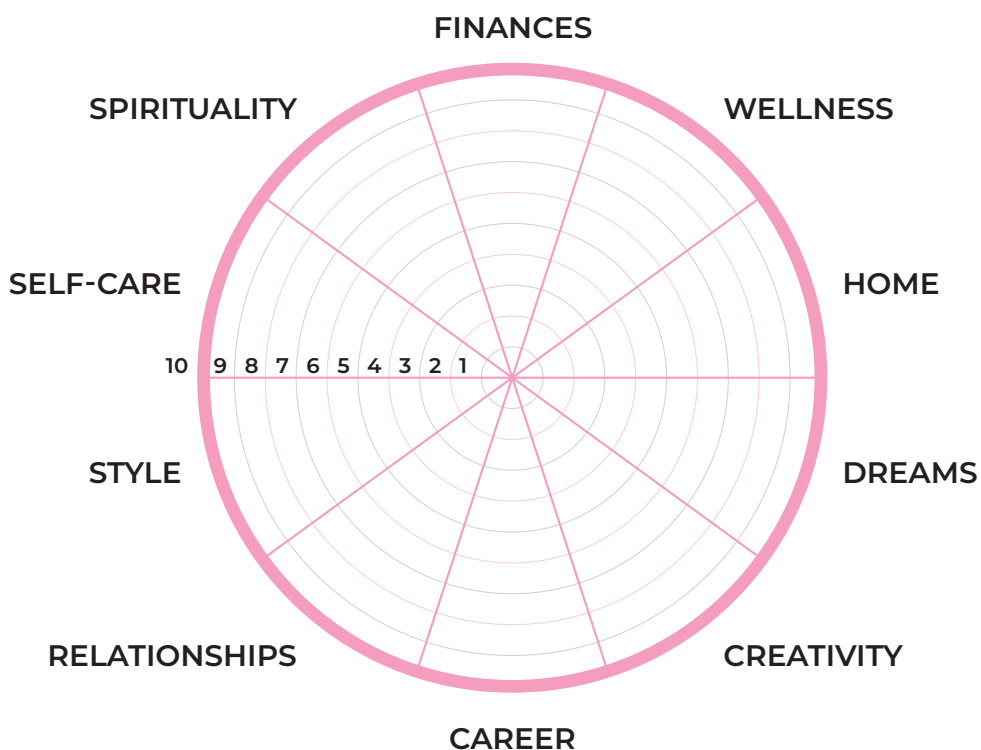 FINANCES
SPIRITUALITY
WELLNESS
SELF-CARE
HOME
10 9 8 7 6 5 4 3 2 1
STYLE
DREAMS
RELATIONSHIPS
CREATIVITY
CAREER